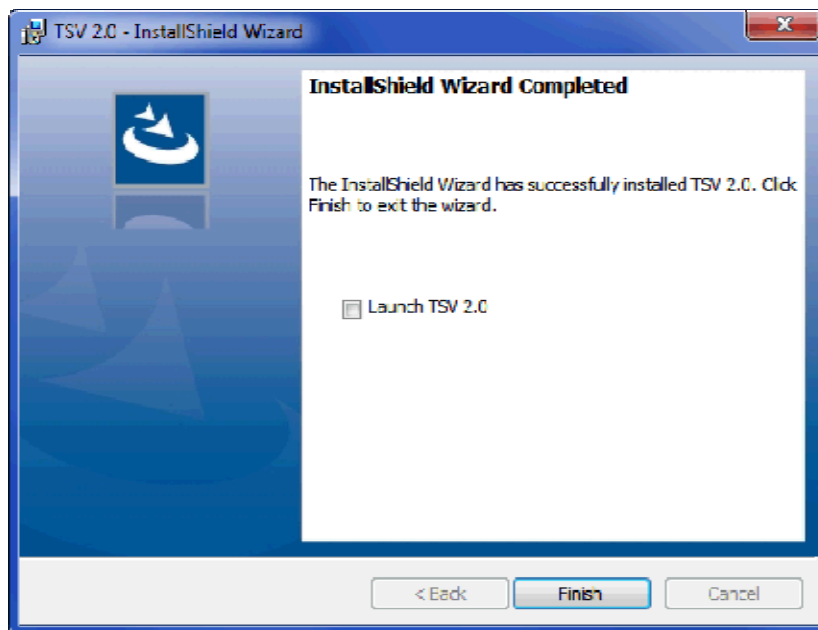 TSV 2.0 - InstallShield Wizard
InstallShield Wizard Completed
The InstallShield Wizard has successfully installed TSV 2.0. Click
Finish to exit the wizard.
Launch TSV 2.0
< Back
Finish
Cancel